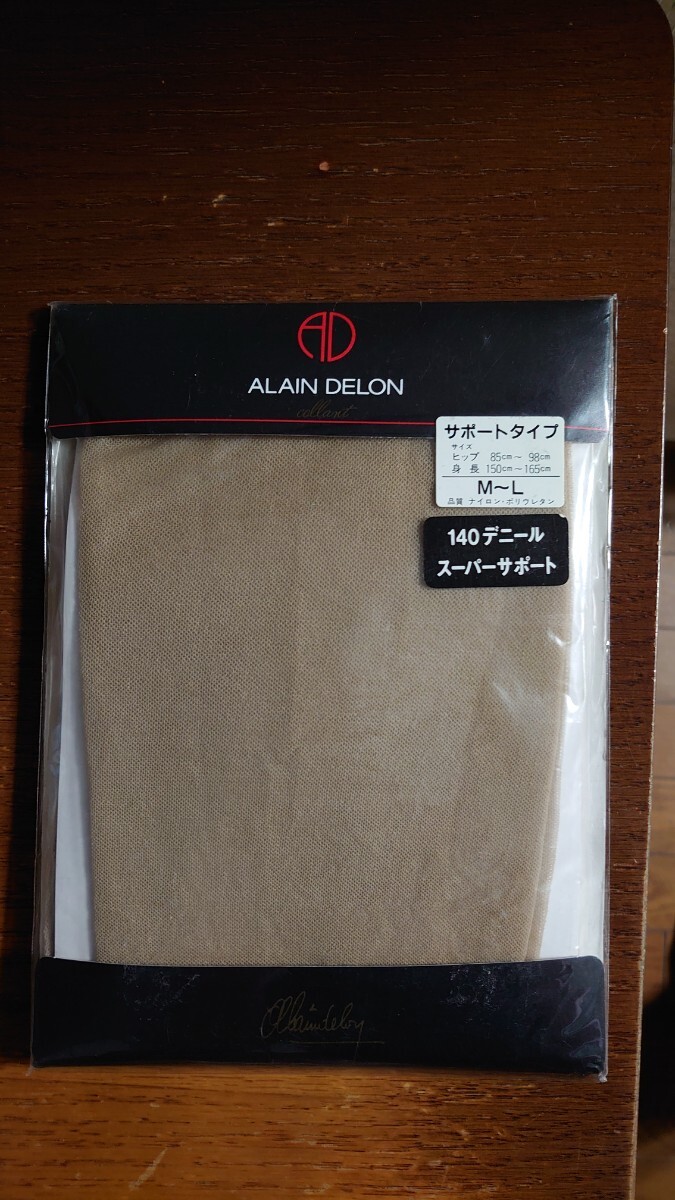 AD
ALAIN DELON
collant
サポートタイプ
サイズ
ヒップ 85cm～98cm
身長 150cm～165cm
M～L
品質 ナイロン・ポリウレタン
140デニール
スーパーサポート
Alain delon